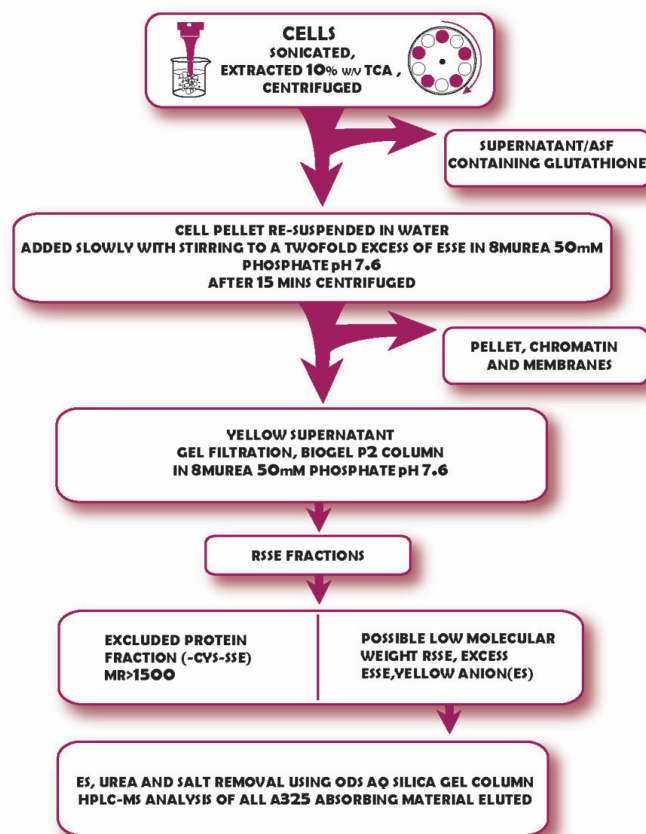 CELLS
SONICATED,
EXTRACTED 10% W/V TCA ,
CENTRIFUGED
SUPERNATANT/ASF
CONTAINING GLUTATHIONE
CELL PELLET RE-SUSPENDED IN WATER
ADDED SLOWLY WITH STIRRING TO A TWOFOLD EXCESS OF ESSE IN 8MUREA 50mM
PHOSPHATE pH 7.6
AFTER 15 MINS CENTRIFUGED
PELLET, CHROMATIN
AND MEMBRANES
YELLOW SUPERNATANT
GEL FILTRATION, BIOGEL P2 COLUMN
IN 8MUREA 50mM PHOSPHATE pH 7.6
RSSE FRACTIONS
EXCLUDED PROTEIN
FRACTION (-CYS-SSE)
MR>1500
POSSIBLE LOW MOLECULAR
WEIGHT RSSE, EXCESS
ESSE,YELLOW ANION(ES)
ES, UREA AND SALT REMOVAL USING ODS AQ SILICA GEL COLUMN
HPLC-MS ANALYSIS OF ALL A325 ABSORBING MATERIAL ELUTED